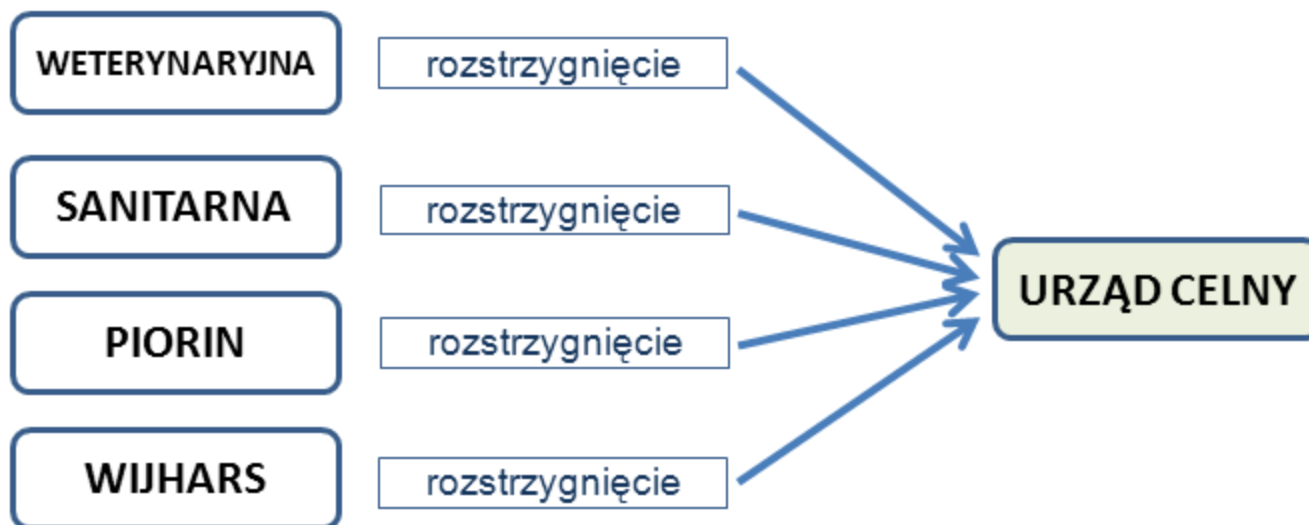 WETERYNARYJNA
rozstrzygnięcie
SANITARNA
rozstrzygnięcie
URZĄD CELNY
PIORIN
rozstrzygnięcie
WIJHARS
rozstrzygnięcie